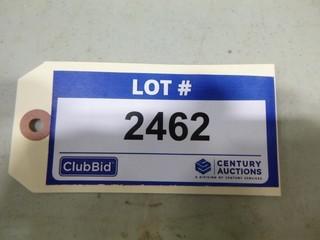 LOT #
2462
ClubBid
CENTURY
AUCTIONS
A DIVISION OF CENTURY SERVICES